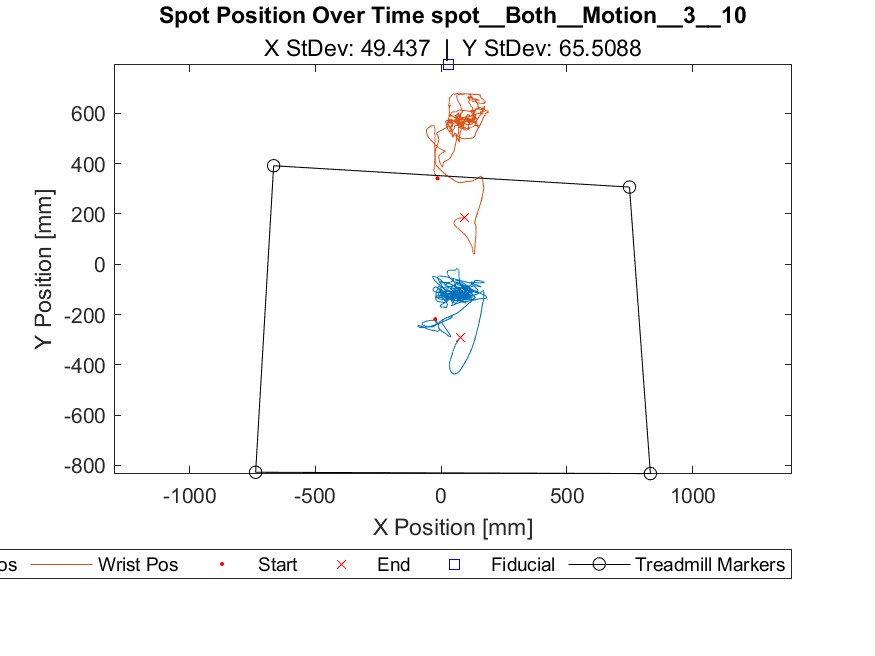 Spot Position Over Time spot__Both__Motion__3__10
X StDev: 49.437 | Y StDev: 65.5088
600
400
200
0
-200
-400
-600
-800
Y Position [mm]
-1000 -500 0 500 1000
X Position [mm]
os Wrist Pos Start End Fiducial Treadmill Markers